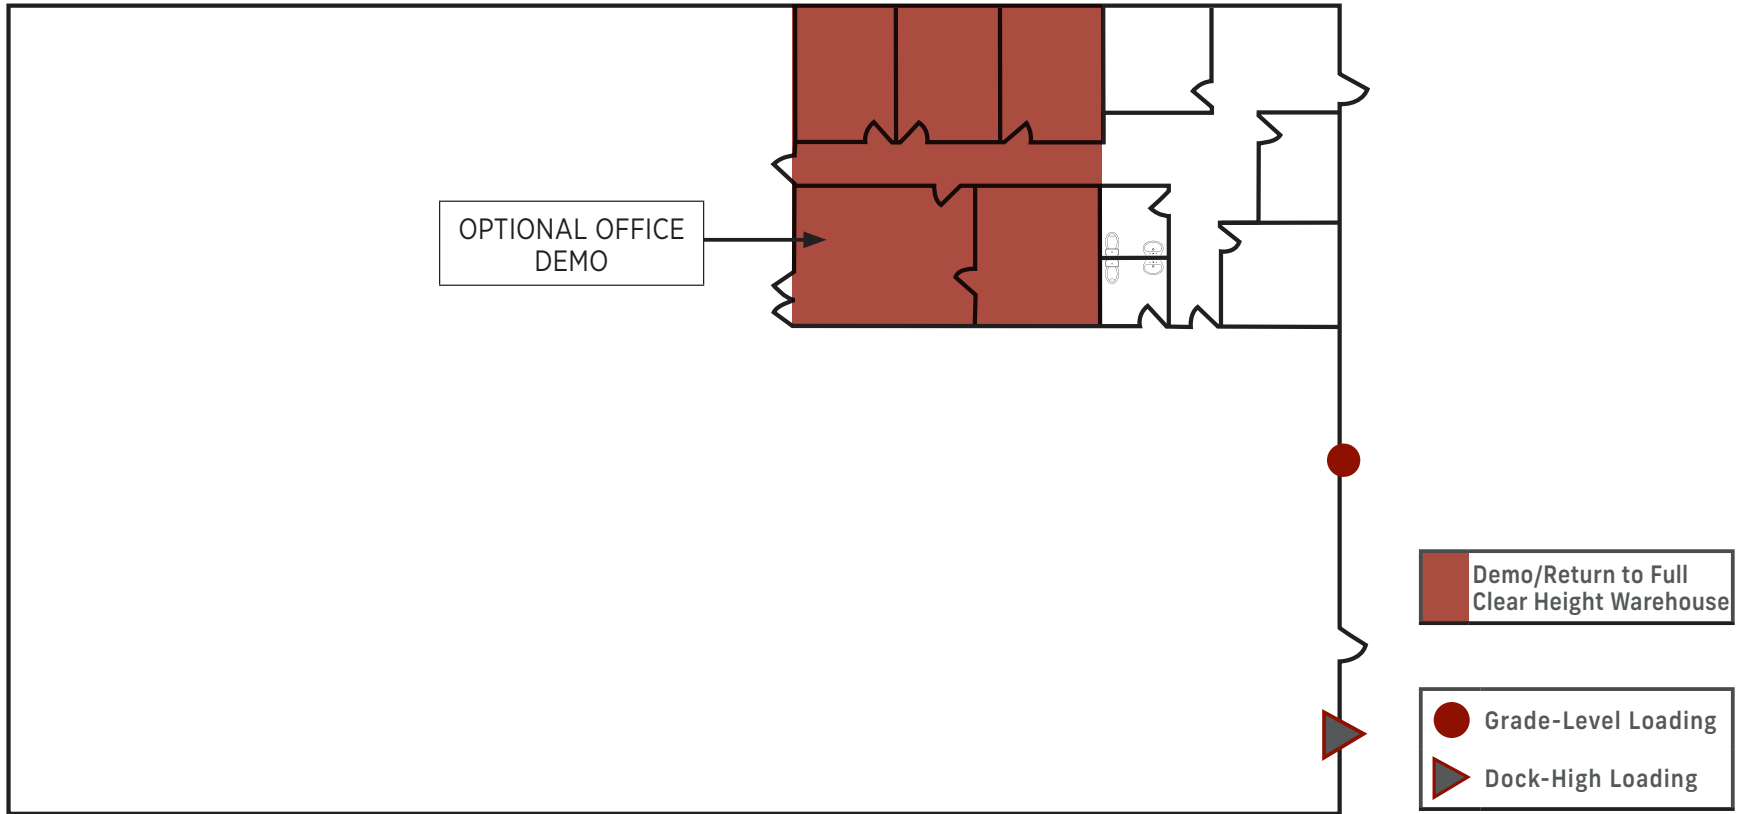 OPTIONAL OFFICE
DEMO
Demo/Return to Full
Clear Height Warehouse
Grade-Level Loading
Dock-High Loading